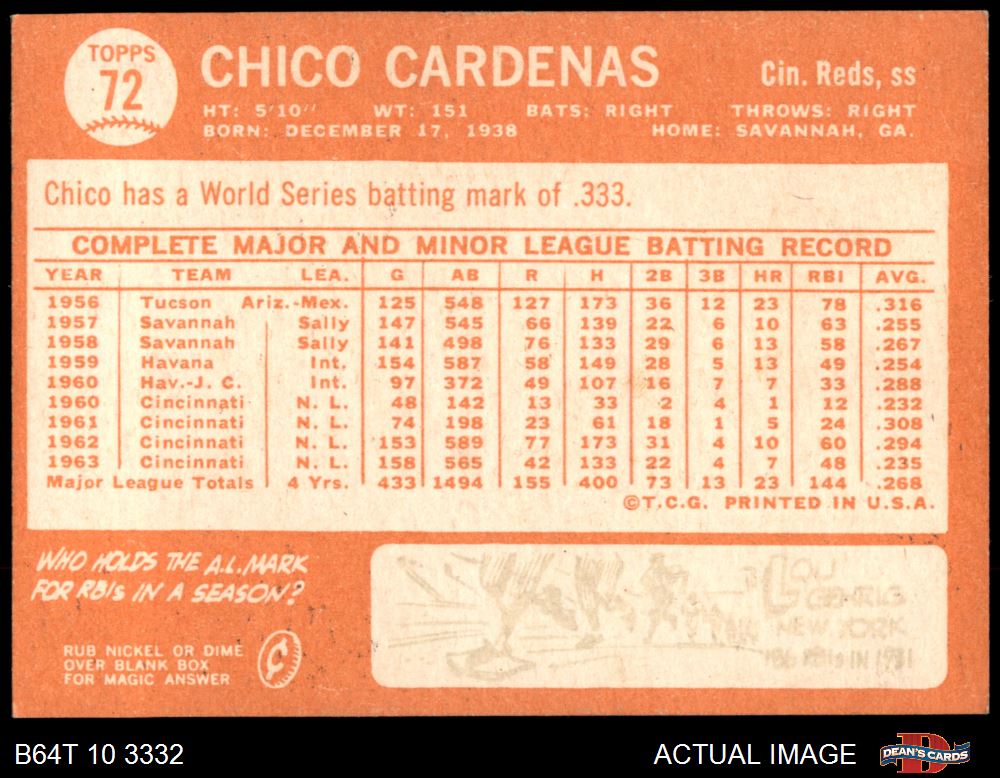 TOPPS
72
CHICO CARDENAS
Cin. Reds, ss
HT: 5'10" WT: 151 BATS: RIGHT THROWS: RIGHT
BORN: DECEMBER 17, 1938 HOME: SAVANNAH, GA.
Chico has a World Series batting mark of .333.
COMPLETE MAJOR AND MINOR LEAGUE BATTING RECORD
YEAR TEAM LEA. G AB R H 2B 3B HR RBI AVG.
1956 Tucson Ariz.-Mex. 125 548 127 173 36 12 23 78 .316
1957 Savannah Sally 147 545 66 139 22 6 10 63 .255
1958 Savannah Sally 141 498 76 133 29 6 13 58 .267
1959 Havana Int. 154 587 58 149 28 5 13 49 .254
1960 Hav.-J. C. Int. 97 372 49 107 16 7 7 33 .288
1960 Cincinnati N. L. 48 142 13 33 2 4 1 12 .232
1961 Cincinnati N. L. 74 198 23 61 18 1 5 24 .308
1962 Cincinnati N. L. 153 589 77 173 31 4 10 60 .294
1963 Cincinnati N. L. 158 565 42 133 22 4 7 48 .235
Major League Totals 4 Yrs. 433 1494 155 400 73 13 23 144 .268
©T.C.G. PRINTED IN U.S.A.
WHO HOLDS THE A.L. MARK
FOR RBIs IN A SEASON?
RUB NICKEL OR DIME
OVER BLANK BOX
FOR MAGIC ANSWER
¢
LOU
GEHRIG
NEW YORK
186 RBIs IN 1931
B64T 10 3332
ACTUAL IMAGE
DEAN'S CARDS